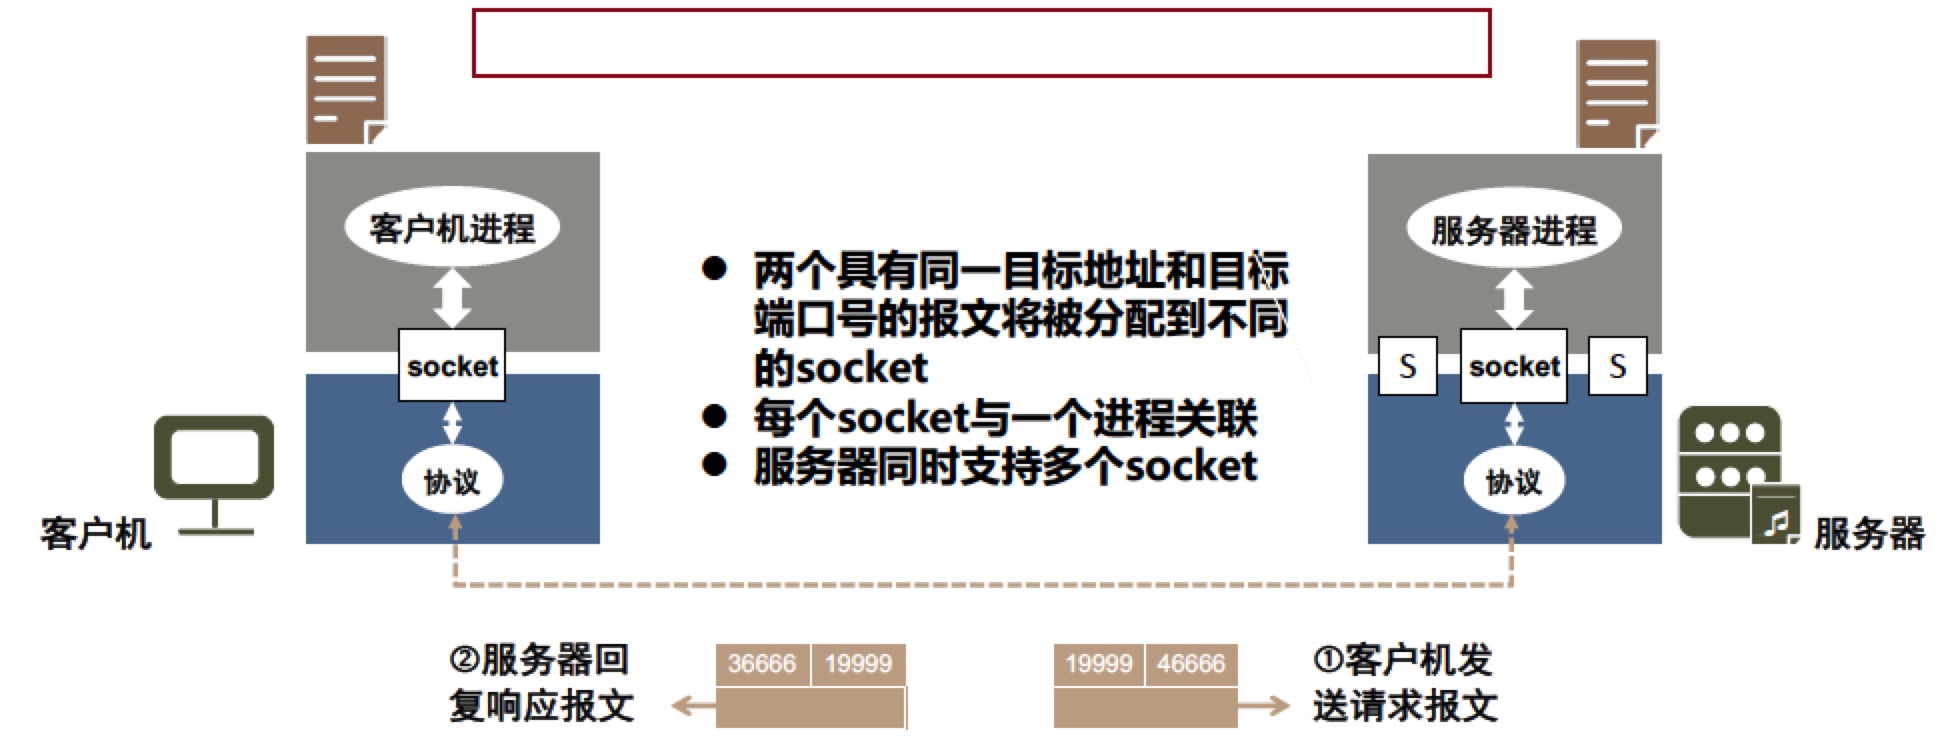 客户机进程
socket
协议
客户机
● 两个具有同一目标地址和目标
端口号的报文将被分配到不同
的socket
● 每个socket与一个进程关联
● 服务器同时支持多个socket
服务器进程
S
socket
S
协议
服务器
②服务器回
复响应报文
36666 19999
19999 46666
①客户机发
送请求报文